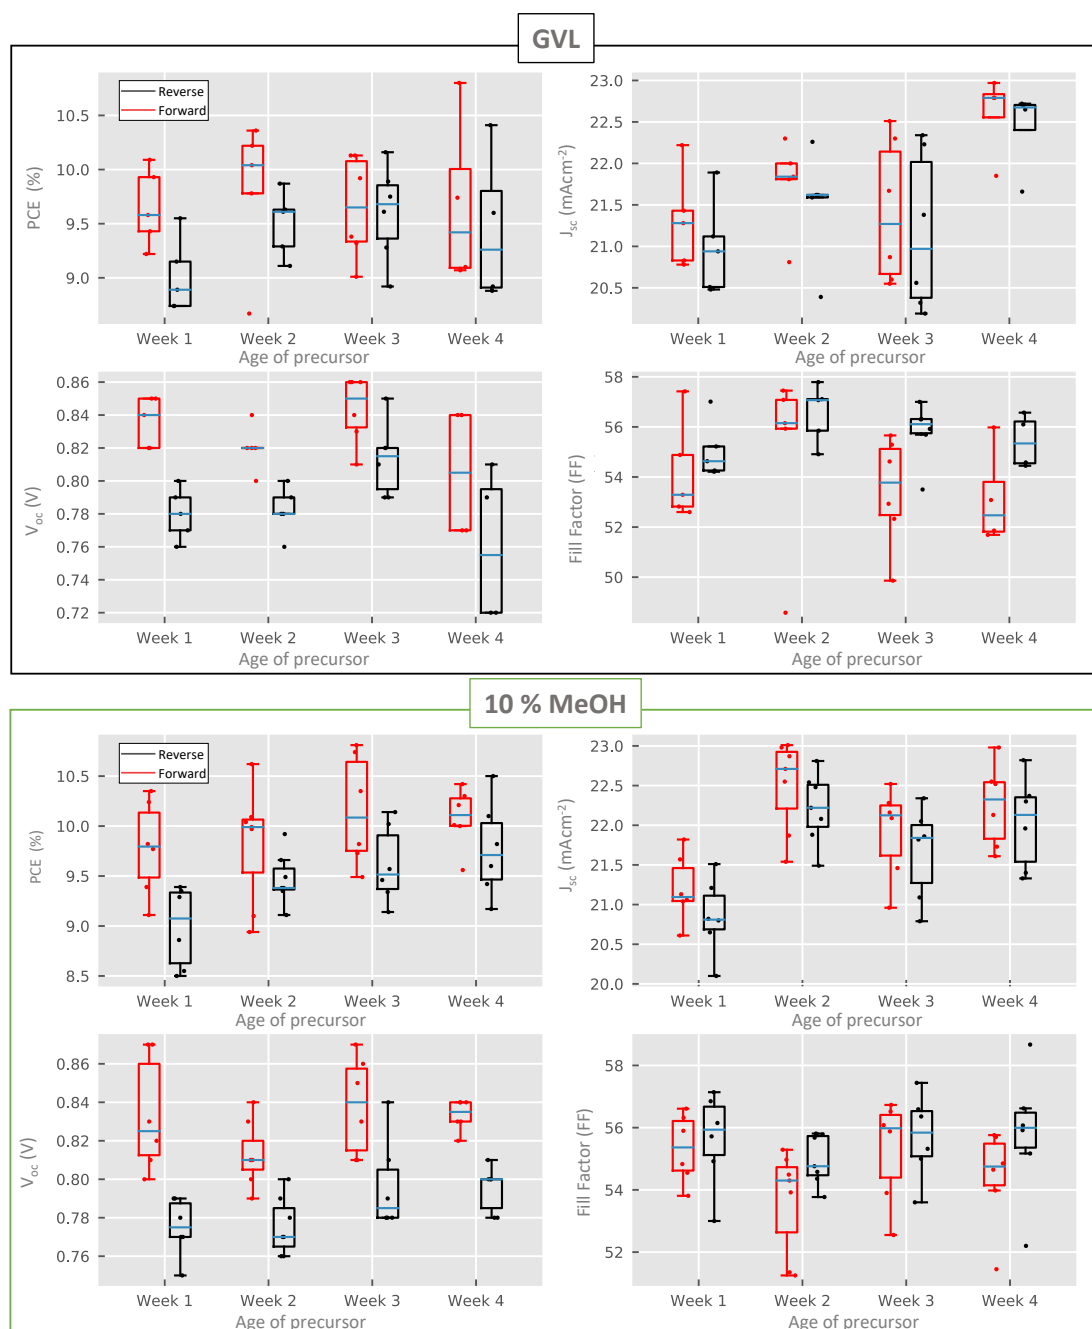 GVL
PCE (%)
10.5
10.0
9.5
9.0
Reverse
Forward
Week 1 Week 2 Week 3 Week 4
Age of precursor
Jsc (mAcm-2)
23.0
22.5
22.0
21.5
21.0
20.5
Week 1 Week 2 Week 3 Week 4
Age of precursor
Voc (V)
0.86
0.84
0.82
0.80
0.78
0.76
0.74
0.72
Week 1 Week 2 Week 3 Week 4
Age of precursor
Fill Factor (FF)
58
56
54
52
50
Week 1 Week 2 Week 3 Week 4
Age of precursor
10 % MeOH
PCE (%)
10.5
10.0
9.5
9.0
8.5
Reverse
Forward
Week 1 Week 2 Week 3 Week 4
Age of precursor
Jsc (mAcm-2)
23.0
22.5
22.0
21.5
21.0
20.5
20.0
Week 1 Week 2 Week 3 Week 4
Age of precursor
Voc (V)
0.86
0.84
0.82
0.80
0.78
0.76
Week 1 Week 2 Week 3 Week 4
Age of precursor
Fill Factor (FF)
58
56
54
52
Week 1 Week 2 Week 3 Week 4
Age of precursor